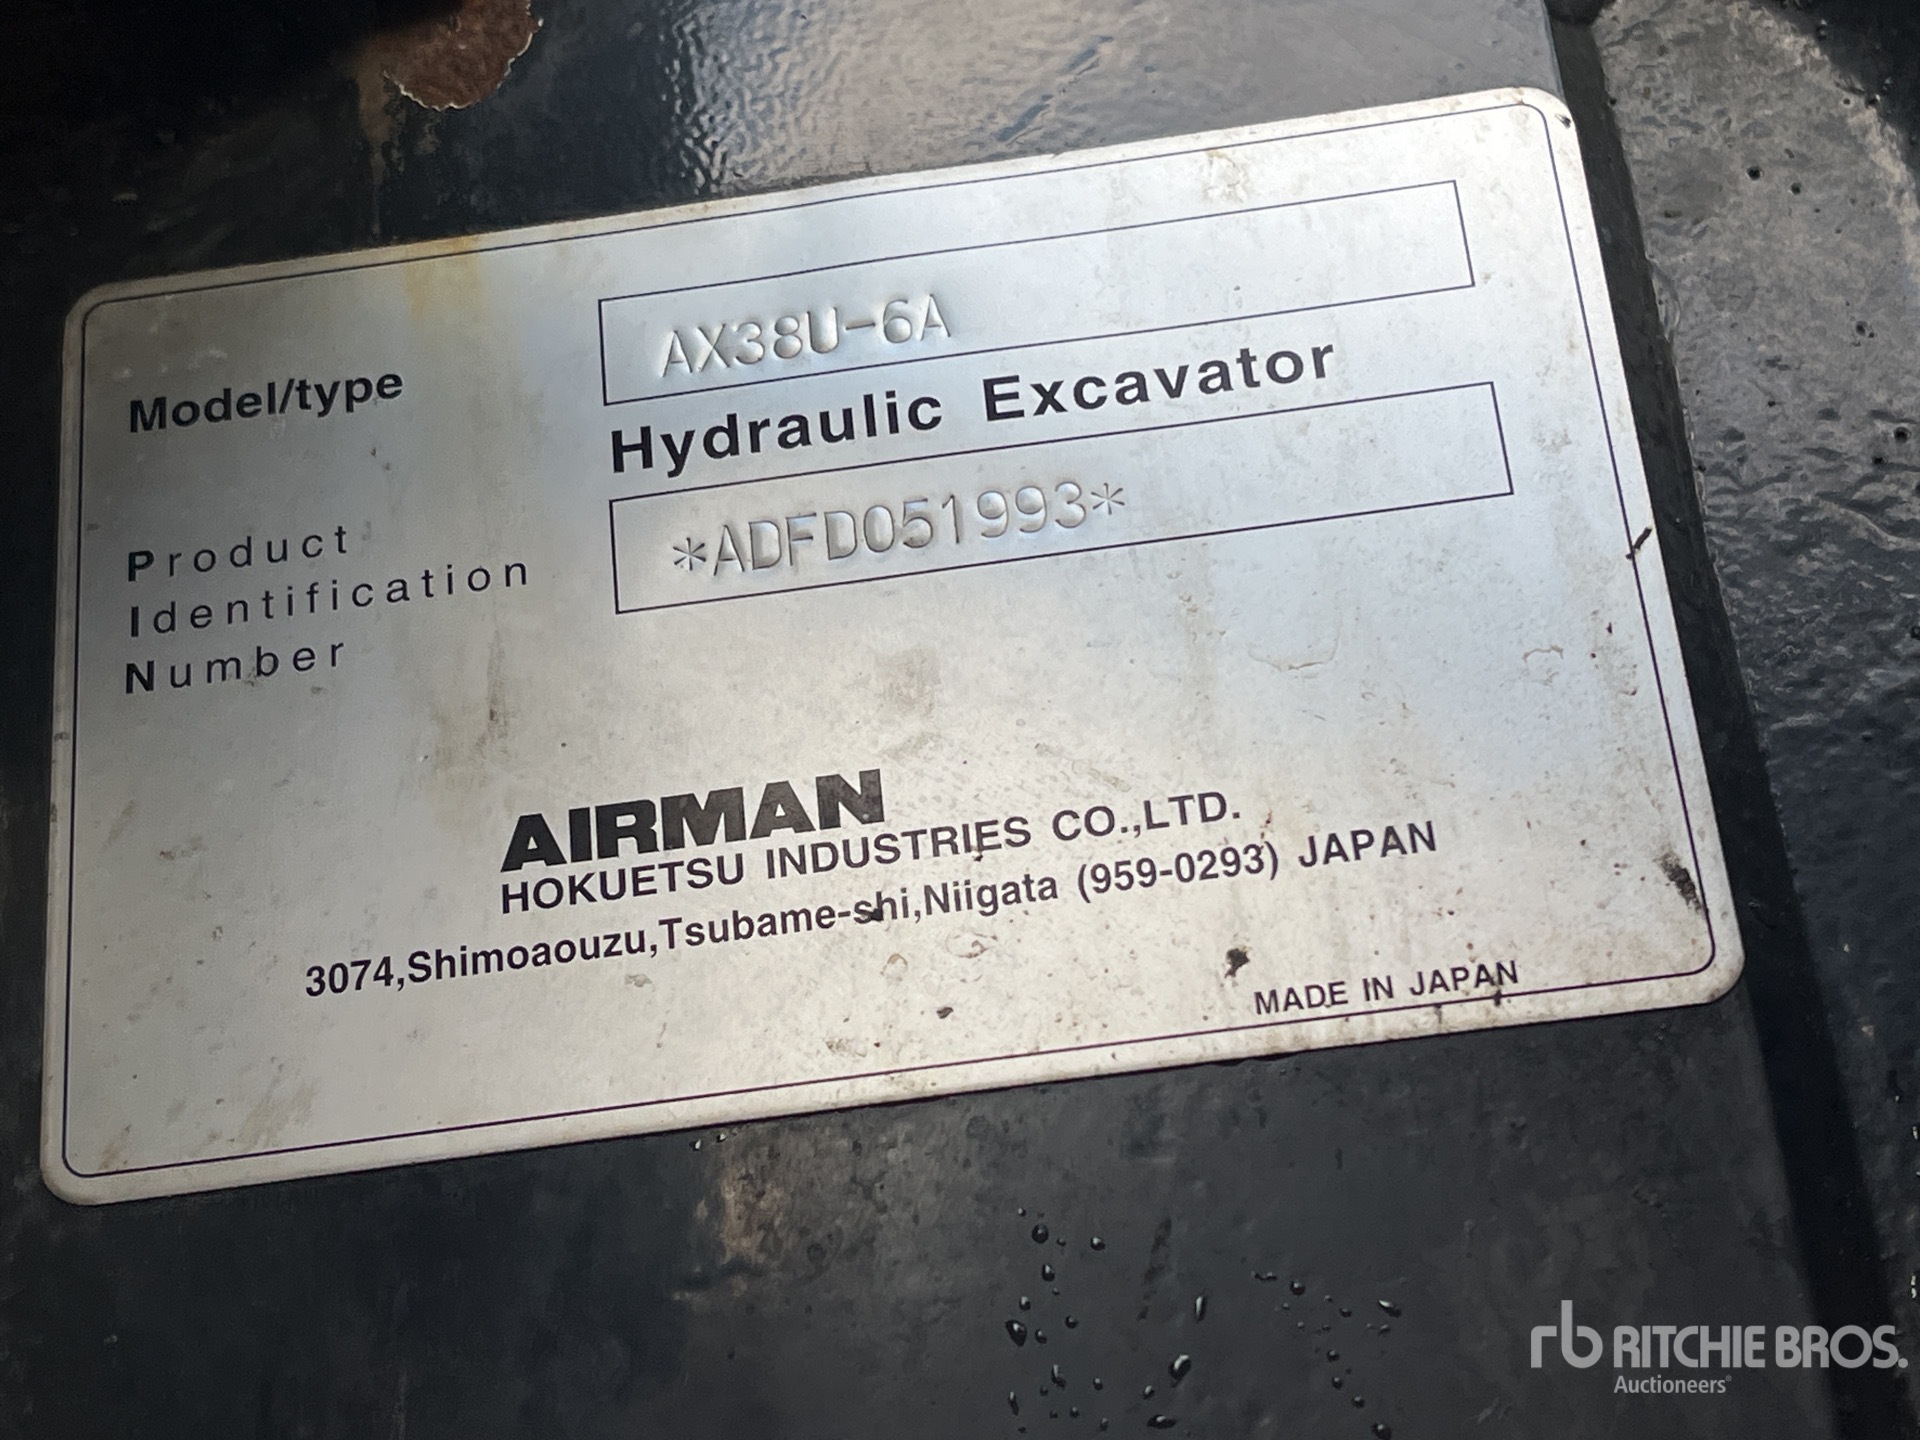 Model/type
AX38U-6A
Hydraulic Excavator
Product
Identification
Number
*ADFD051993*
AIRMAN
HOKUETSU INDUSTRIES CO.,LTD.
3074,Shimoaouzu,Tsubame-shi,Niigata (959-0293) JAPAN
MADE IN JAPAN
rb RITCHIE BROS.
Auctioneers®